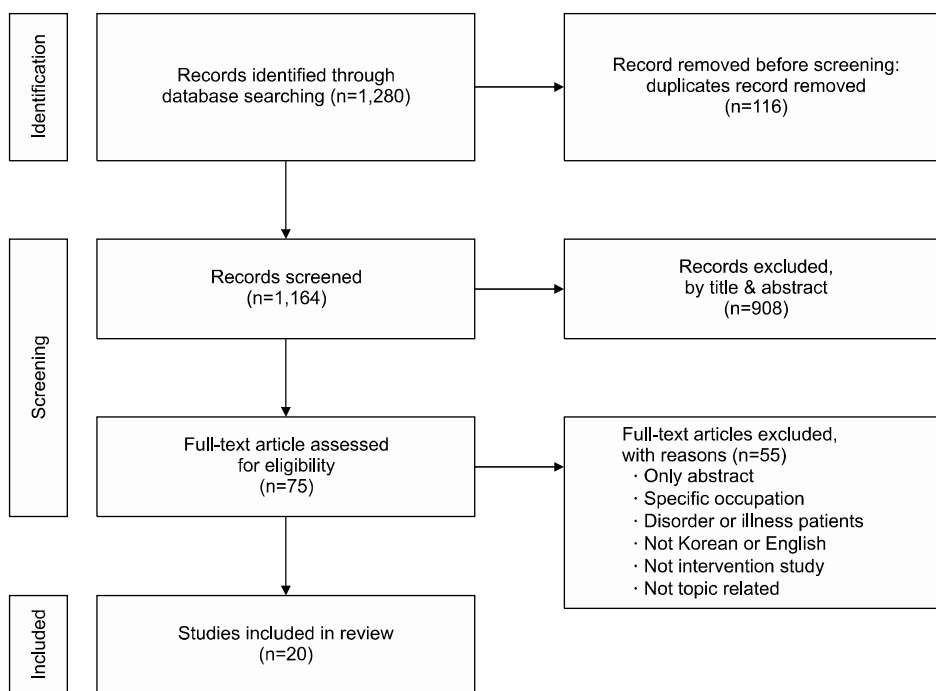 Identification
Records identified through
database searching (n=1,280)
Record removed before screening:
duplicates record removed
(n=116)
Screening
Records screened
(n=1,164)
Records excluded,
by title & abstract
(n=908)
Full-text article assessed
for eligibility
(n=75)
Full-text articles excluded,
with reasons (n=55)
· Only abstract
· Specific occupation
· Disorder or illness patients
· Not Korean or English
· Not intervention study
· Not topic related
Included
Studies included in review
(n=20)